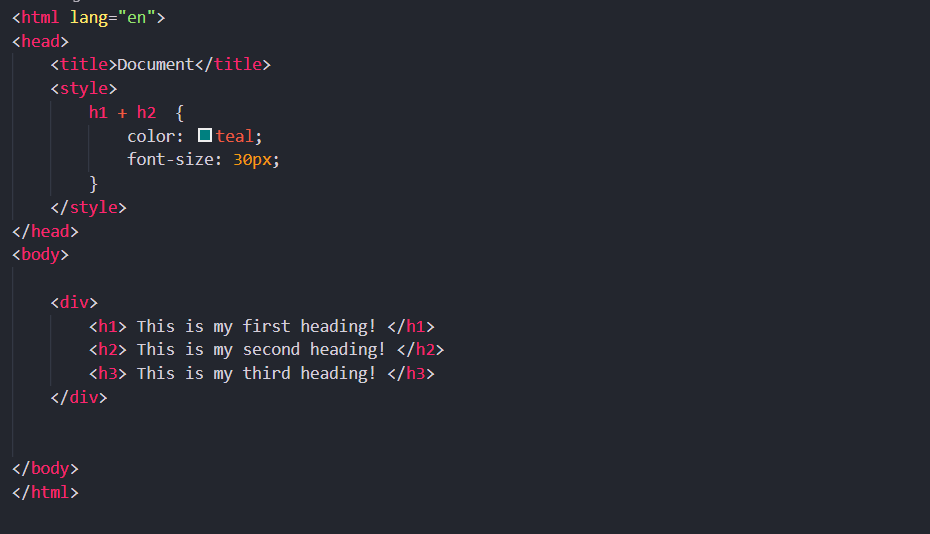 <html lang="en">
<head>
    <title>Document</title>
    <style>
        h1 + h2  {
            color: teal;
            font-size: 30px;
        }
    </style>
</head>
<body>

    <div>
        <h1> This is my first heading! </h1>
        <h2> This is my second heading! </h2>
        <h3> This is my third heading! </h3>
    </div>


</body>
</html>